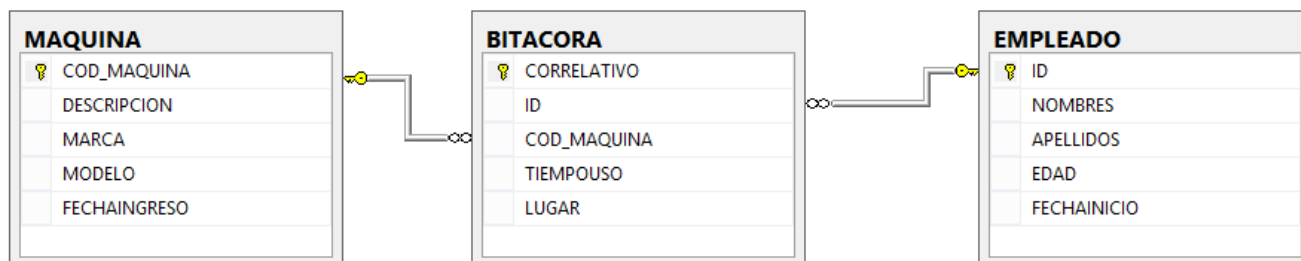 MAQUINA
COD_MAQUINA
DESCRIPCION
MARCA
MODELO
FECHAINGRESO
BITACORA
CORRELATIVO
ID
COD_MAQUINA
TIEMPOUSO
LUGAR
EMPLEADO
ID
NOMBRES
APELLIDOS
EDAD
FECHAINICIO